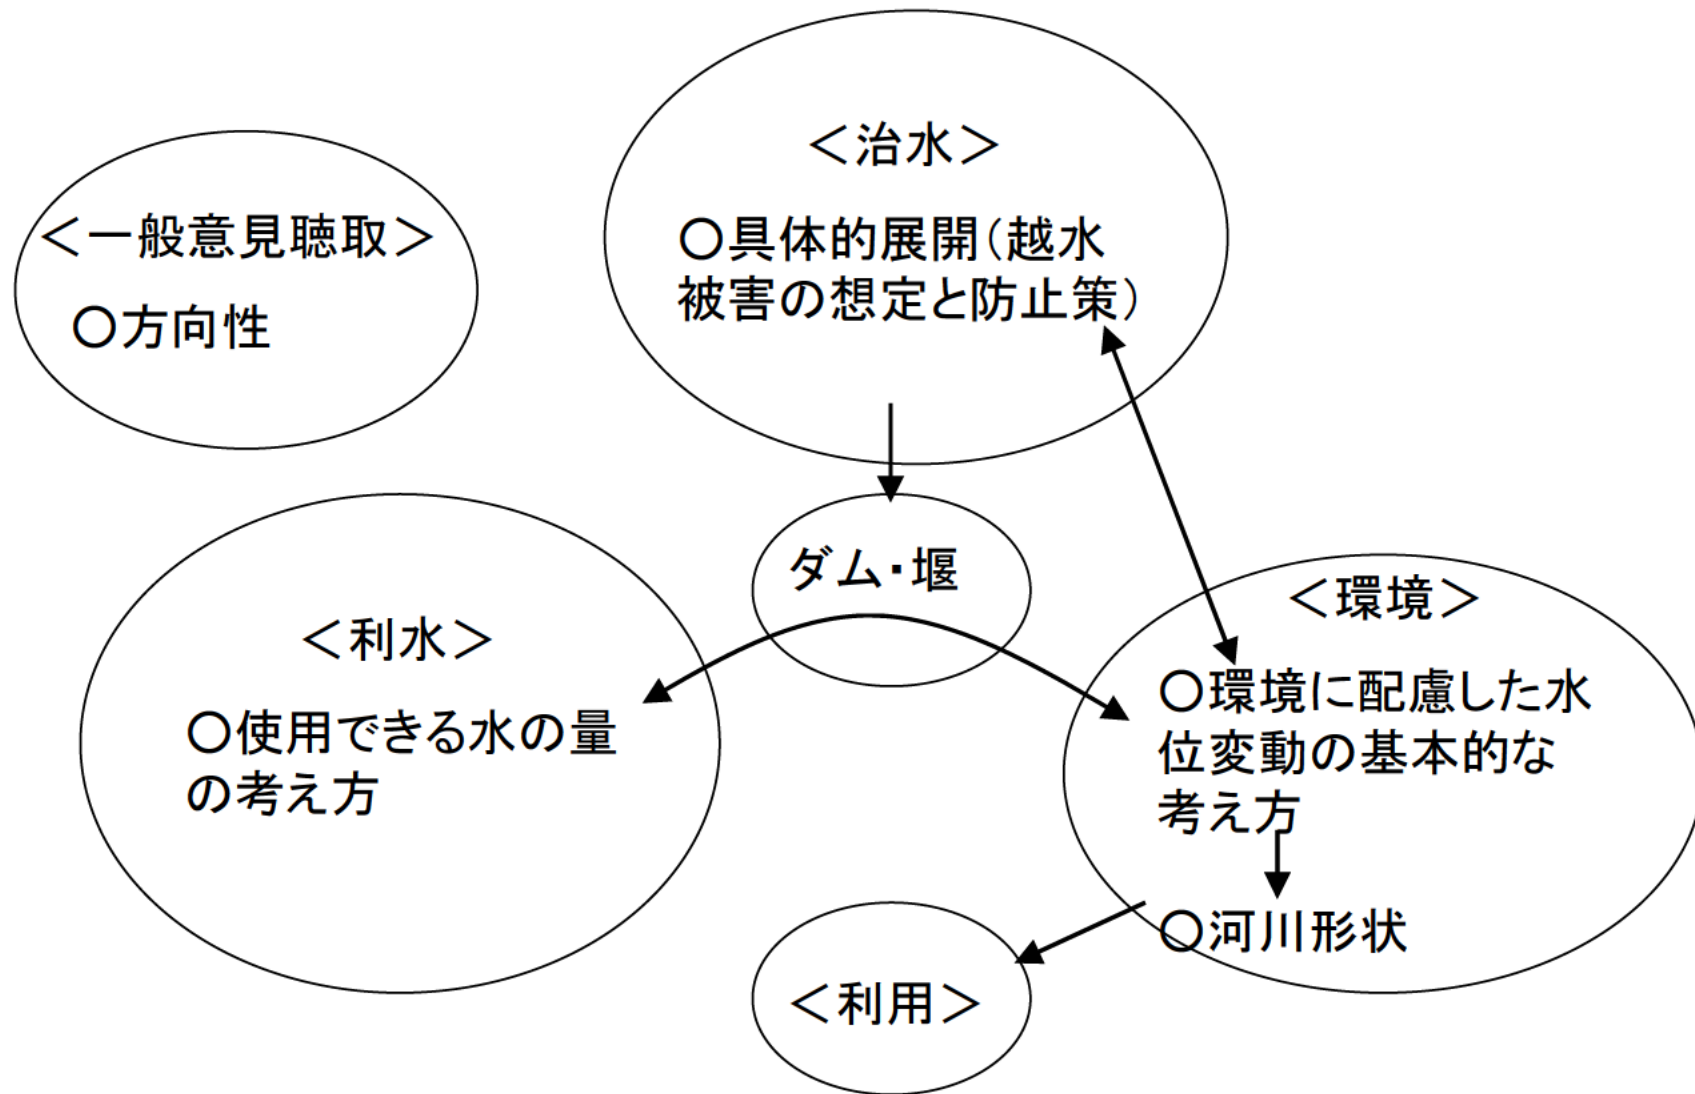 ＜治水＞
○具体的展開（越水
被害の想定と防止策）
＜一般意見聴取＞
○方向性
ダム・堰
＜利水＞
○使用できる水の量
の考え方
＜環境＞
○環境に配慮した水
位変動の基本的な
考え方
○河川形状
＜利用＞